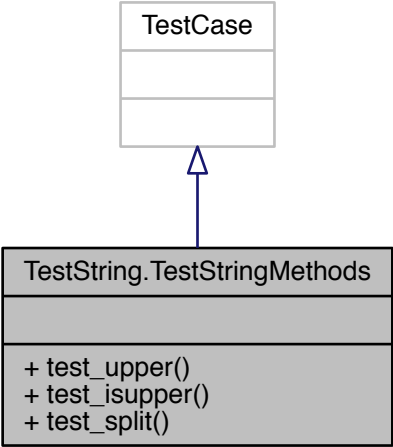 TestCase
TestString.TestStringMethods
+ test_upper()
+ test_isupper()
+ test_split()